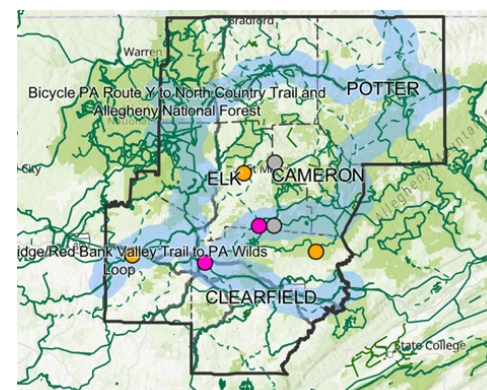 Bradford
Warren
Bicycle PA Route Y to North Country Trail and
Allegheny National Forest
POTTER
Sky
ELK
CAMERON
idge/Red Bank Valley Trail to PA Wilds
Loop
CLEARFIELD
State College